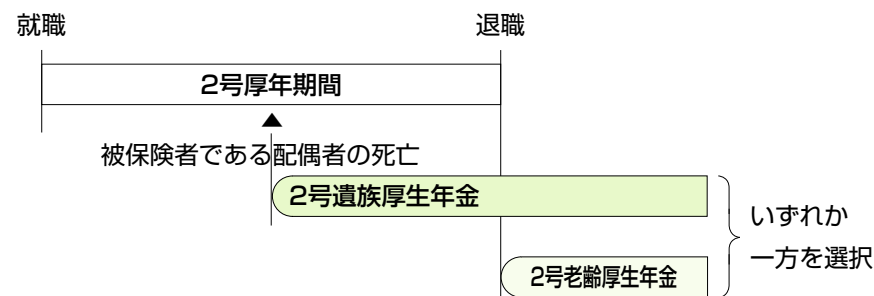 就職
退職
2号厚年期間
被保険者である配偶者の死亡
2号遺族厚生年金
いずれか
一方を選択
2号老齢厚生年金